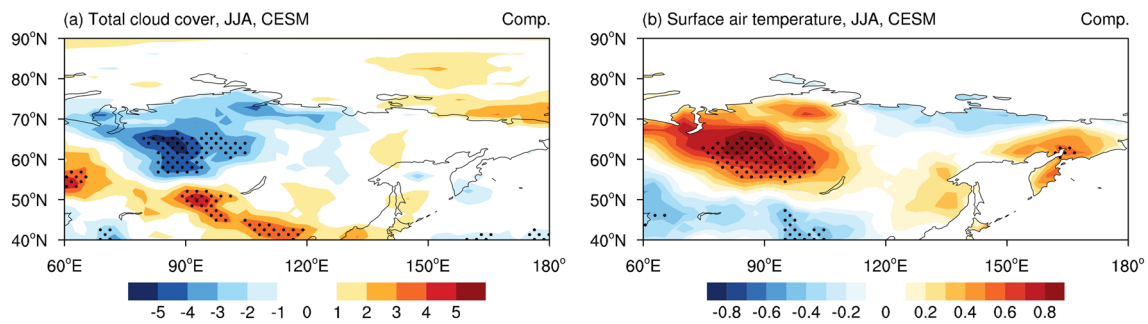 (a) Total cloud cover, JJA, CESM Comp.
90°N
80°N
70°N
60°N
50°N
40°N
60°E 90°E 120°E 150°E 180°
-5 -4 -3 -2 -1 0 1 2 3 4 5
(b) Surface air temperature, JJA, CESM Comp.
90°N
80°N
70°N
60°N
50°N
40°N
60°E 90°E 120°E 150°E 180°
-0.8 -0.6 -0.4 -0.2 0 0.2 0.4 0.6 0.8